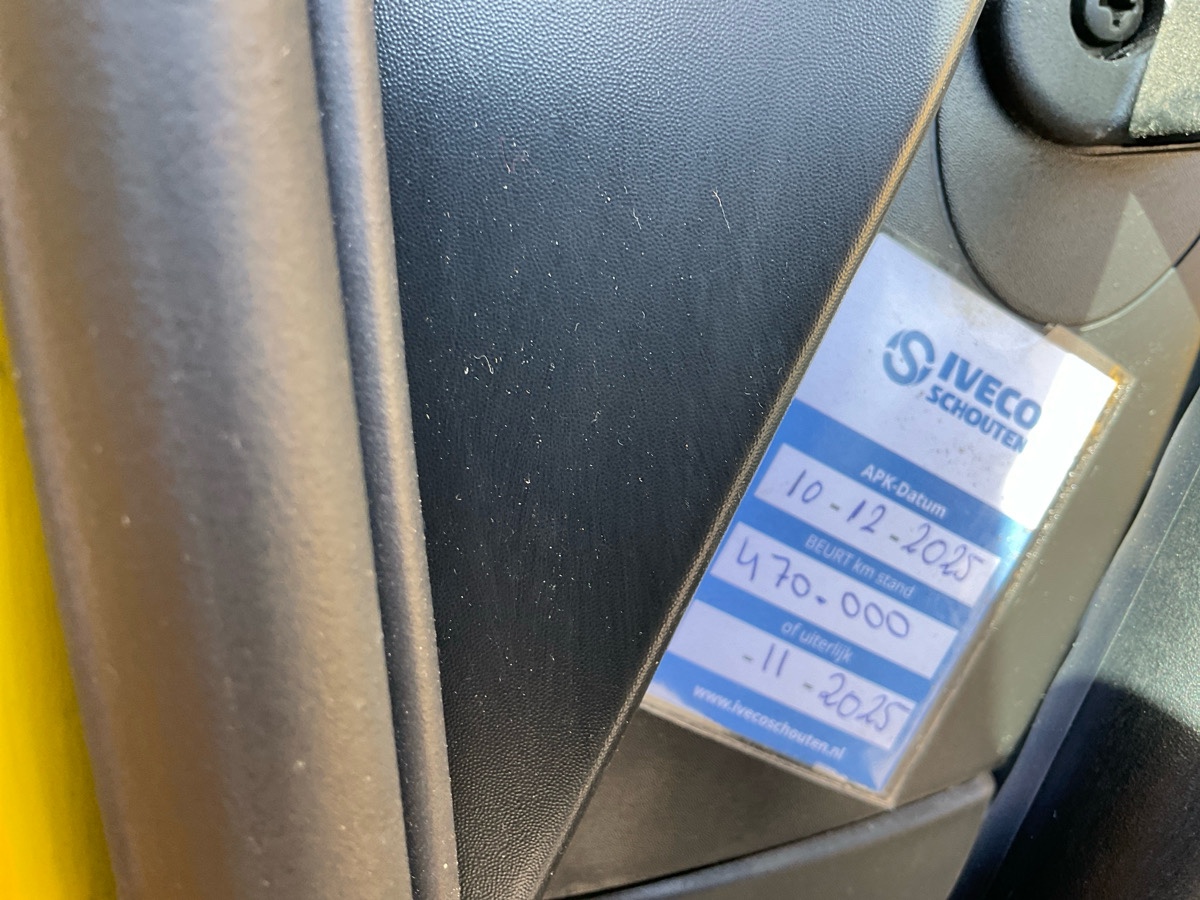 IVECO
SCHOUTEN
APK-Datum
10-12-2025
BEURT km stand
470.000
of uiterlijk
-11-2025
www.ivecoschouten.nl